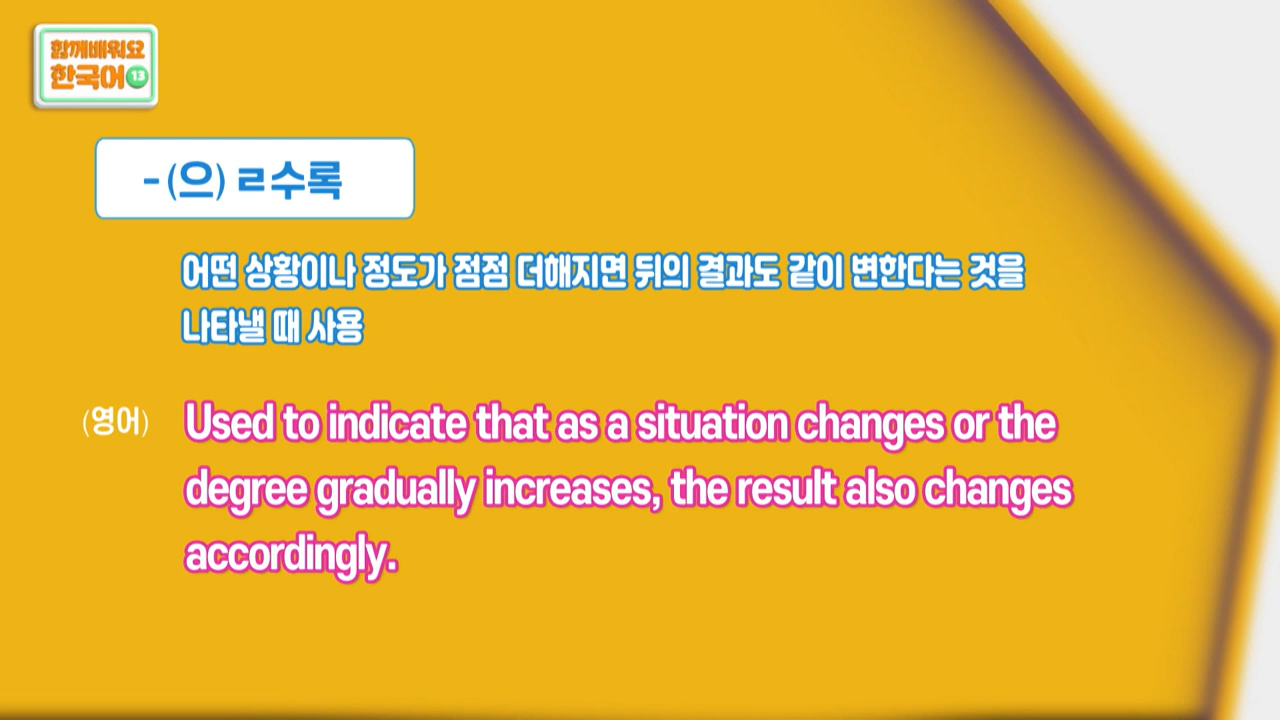 함께배워요
한국어 13
-(으)ㄹ수록
어떤 상황이나 정도가 점점 더해지면 뒤의 결과도 같이 변한다는 것을
나타낼 때 사용
(영어) Used to indicate that as a situation changes or the
degree gradually increases, the result also changes
accordingly.